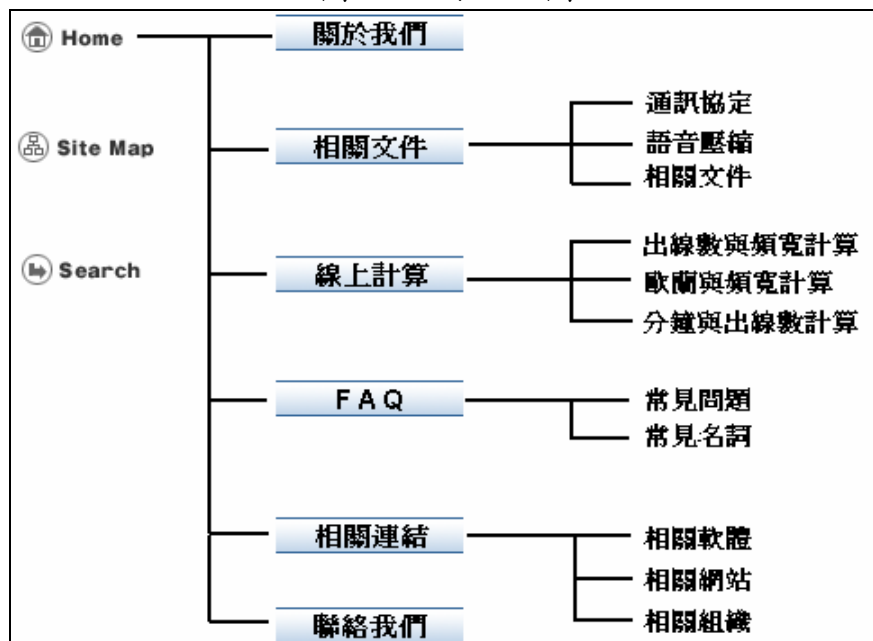 Home
關於我們
Site Map
相關文件
通訊協定
語音壓縮
相關文件
Search
線上計算
出線數與頻寬計算
歐蘭與頻寬計算
分鐘與出線數計算
FAQ
常見問題
常見名詞
相關連結
相關軟體
相關網站
相關組織
聯絡我們